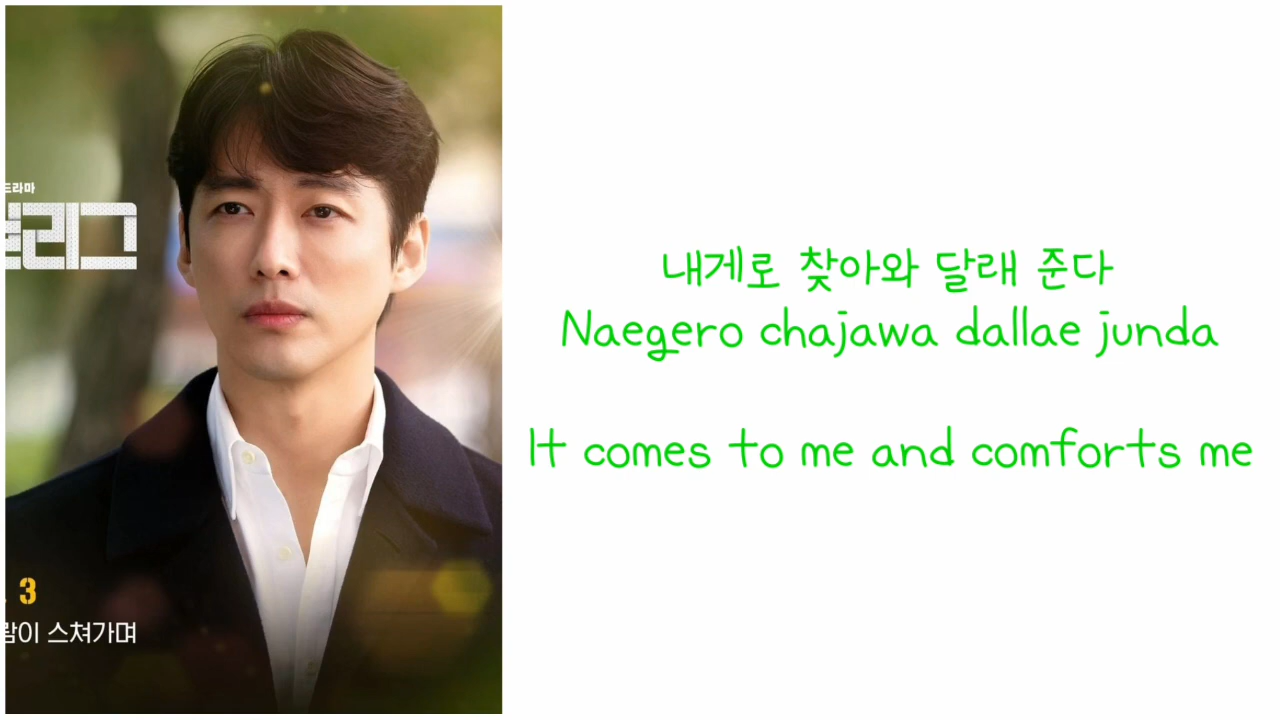 드라마
리그
3
이 스쳐가며
내게로 찾아와 달래 준다
Naegero chajawa dallae junda
It comes to me and comforts me